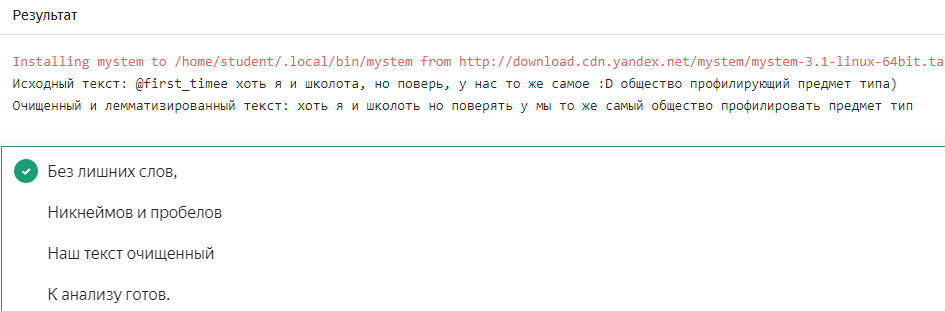 Результат
Installing mystem to /home/student/.local/bin/mystem from http://download.cdn.yandex.net/mystem/mystem-3.1-linux-64bit.ta
Исходный текст: @first_timee хоть я и школота, но поверь, у нас то же самое :D общество профилирующий предмет типа)
Очищенный и лемматизированный текст: хоть я и школоть но поверять у мы то же самый общество профилировать предмет тип
Без лишних слов,
Никнеймов и пробелов
Наш текст очищенный
К анализу готов.